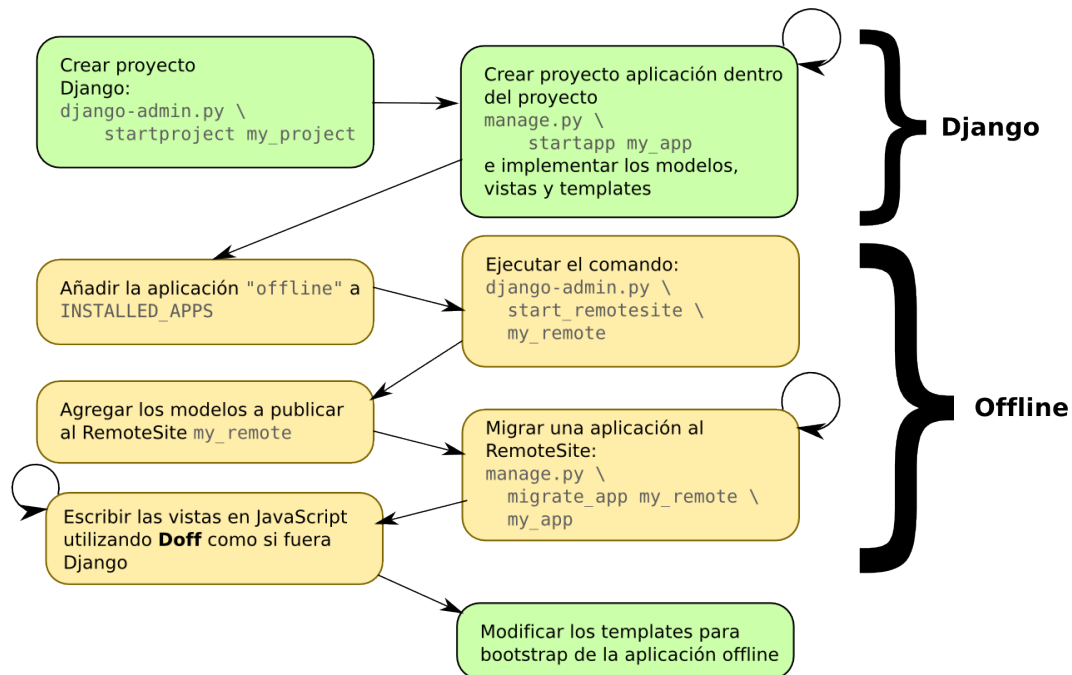 Crear proyecto
Django:
django-admin.py \
startproject my_project
Crear proyecto aplicación dentro
del proyecto
manage.py \
startapp my_app
e implementar los modelos,
vistas y templates
Django
Añadir la aplicación "offline" a
INSTALLED_APPS
Ejecutar el comando:
django-admin.py \
start_remotesite \
my_remote
Agregar los modelos a publicar
al RemoteSite my_remote
Migrar una aplicación al
RemoteSite:
manage.py \
migrate_app my_remote \
my_app
Offline
Escribir las vistas en JavaScript
utilizando Doff como si fuera
Django
Modificar los templates para
bootstrap de la aplicación offline